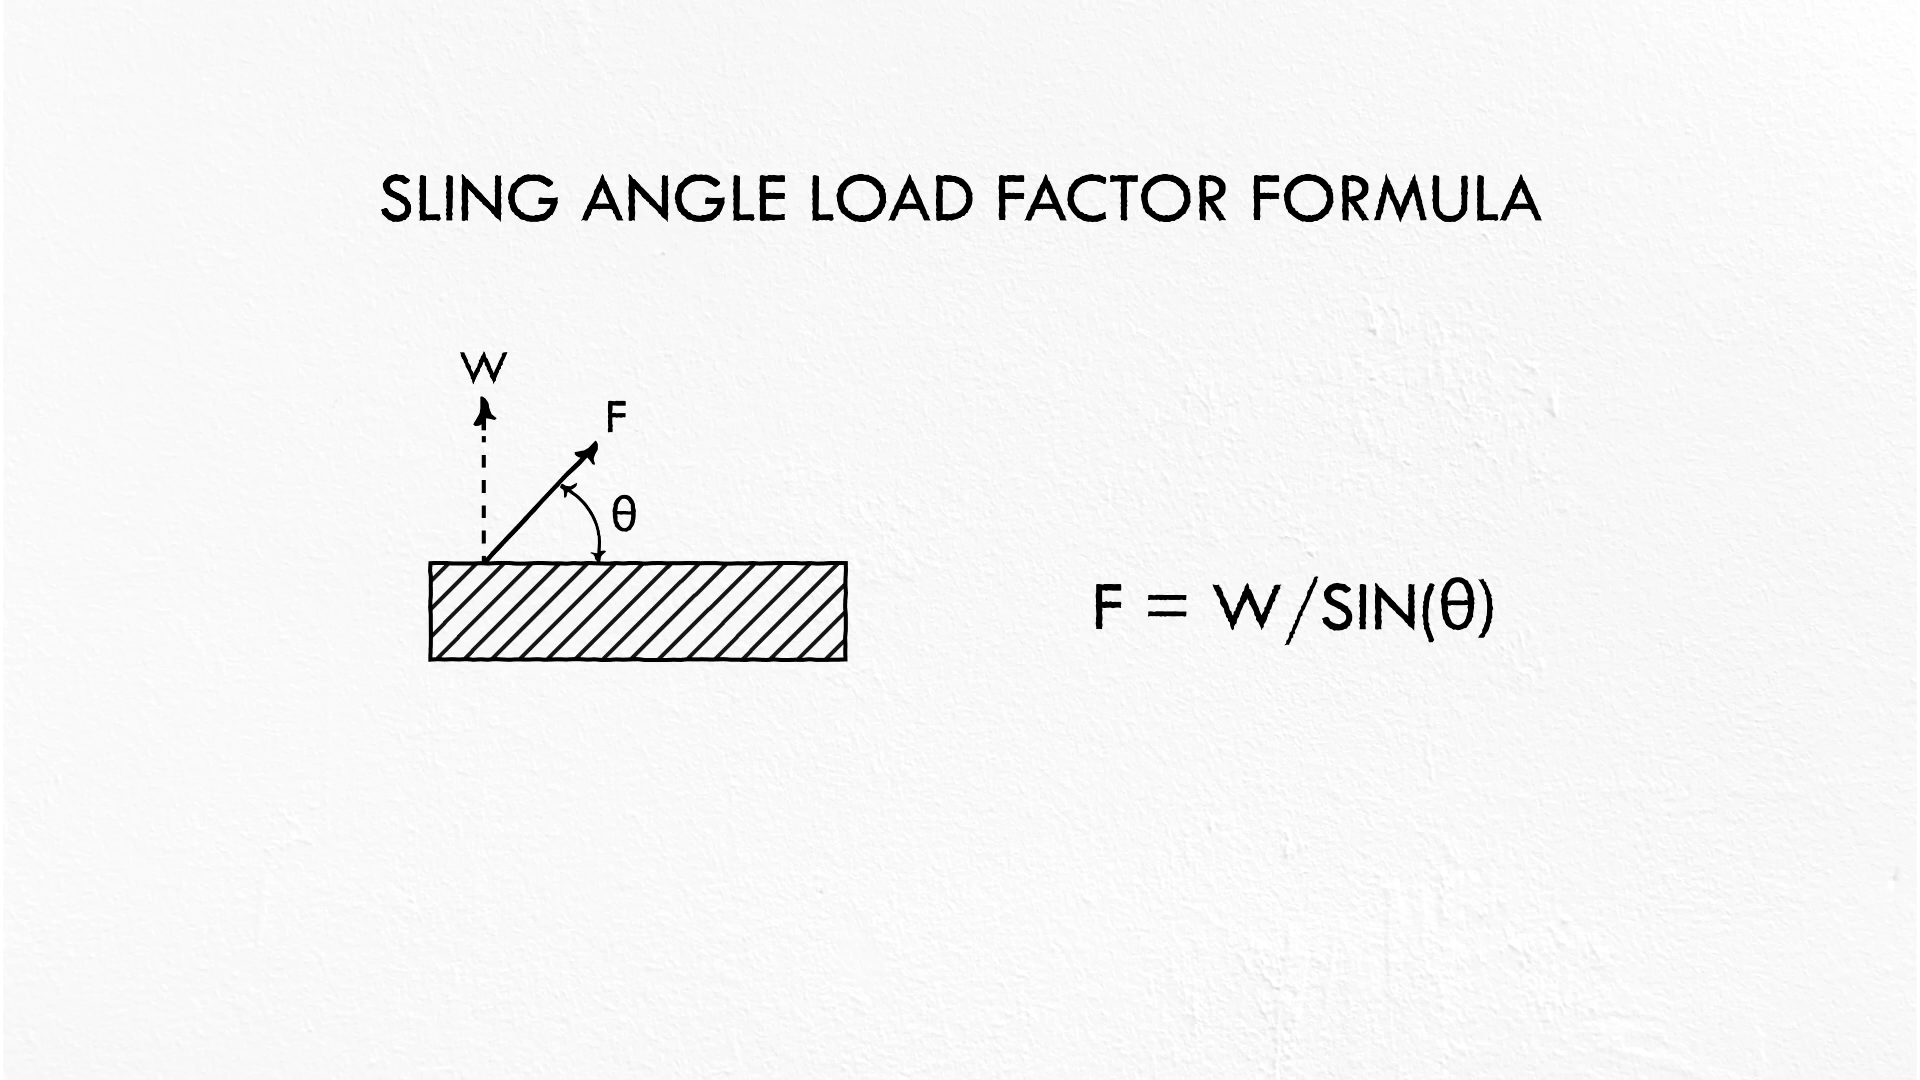 SLING ANGLE LOAD FACTOR FORMULA
W
F
θ
F = W/SIN(θ)